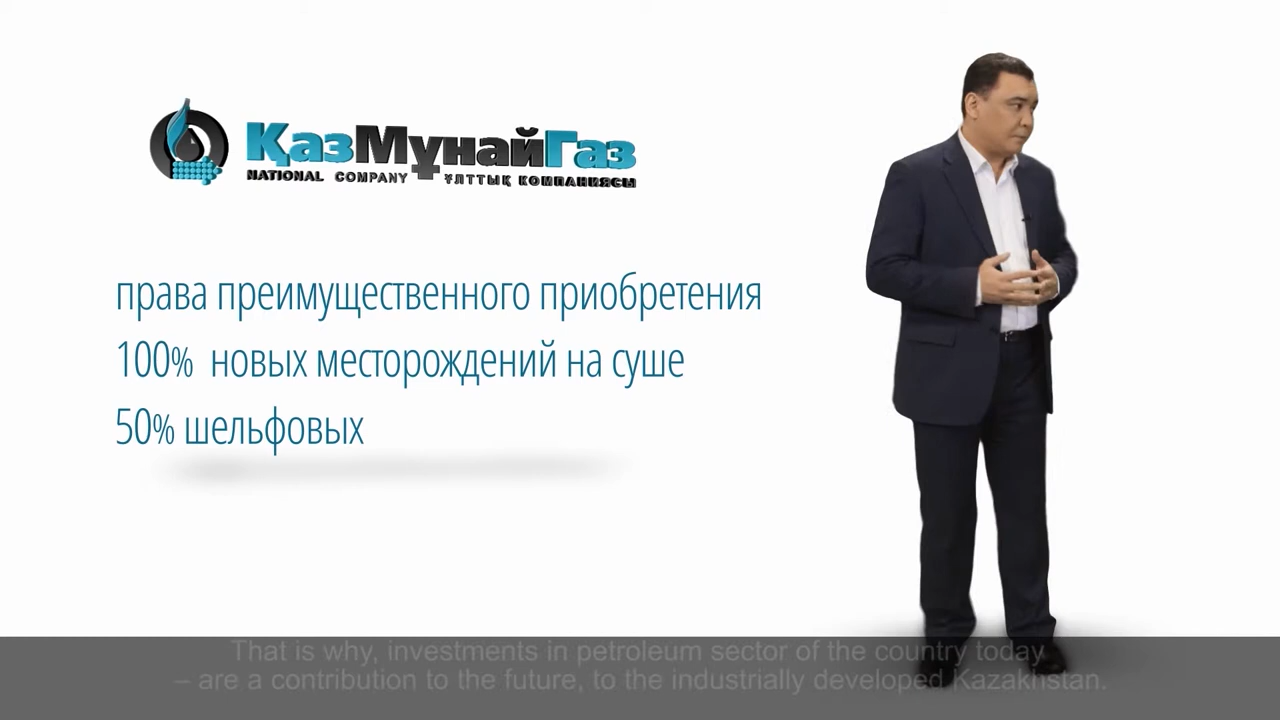 ҚазМұнайГаз
NATIONAL COMPANY ҰЛТТЫҚ КОМПАНИЯСЫ
права преимущественного приобретения
100% новых месторождений на суше
50% шельфовых
That is why, investments in petroleum sector of the country today
– are a contribution to the future, to the industrially developed Kazakhstan.